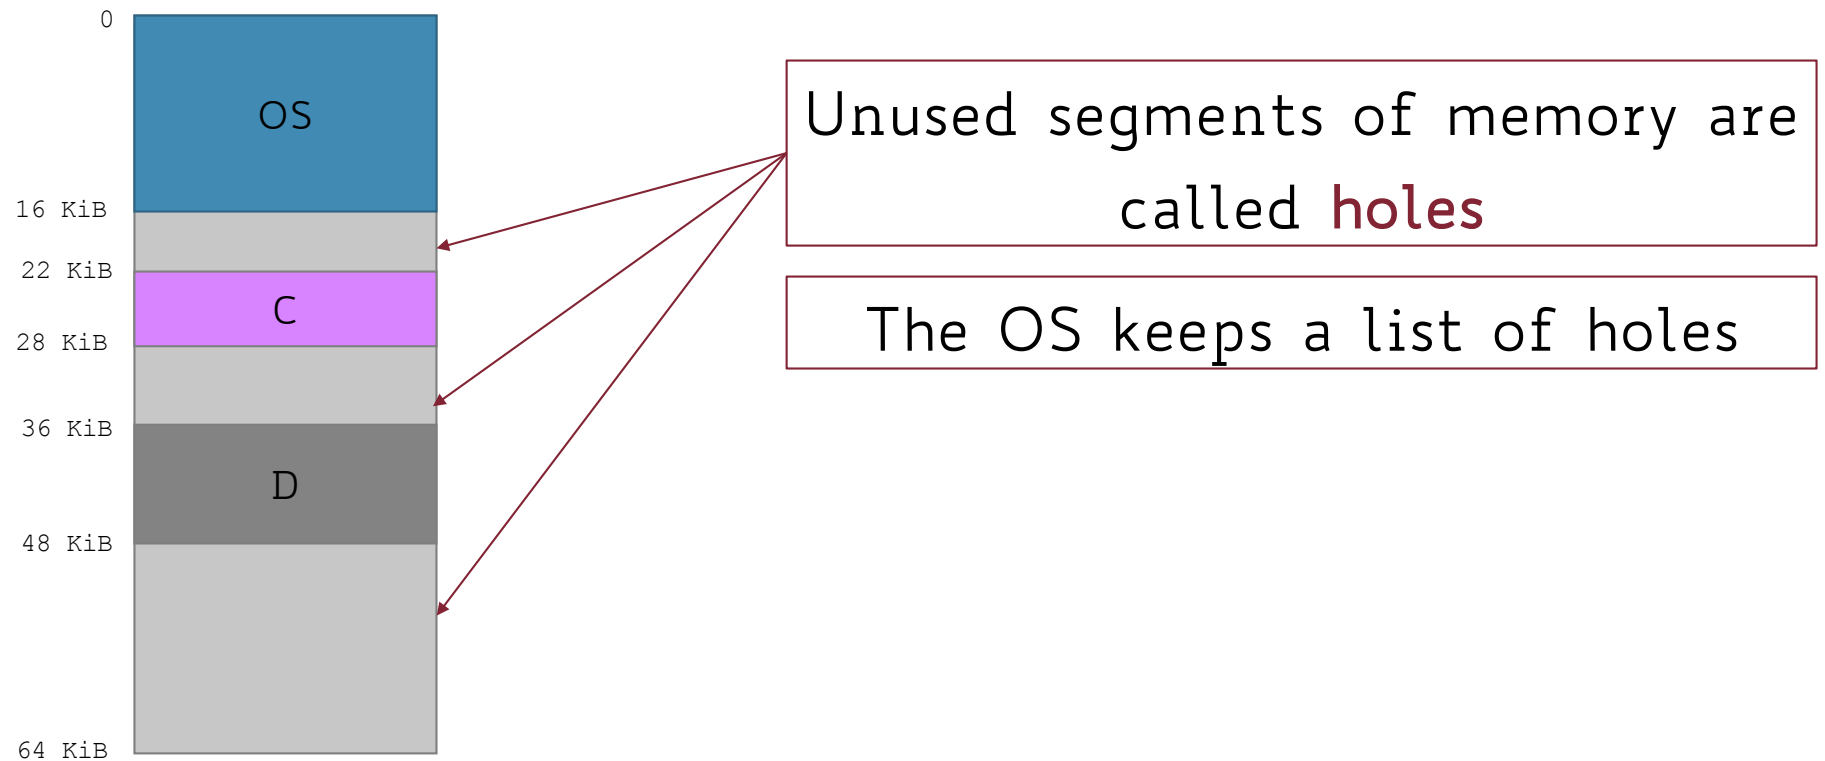 0
OS
16 KiB
22 KiB
C
28 KiB
36 KiB
D
48 KiB
64 KiB
Unused segments of memory are
called holes
The OS keeps a list of holes